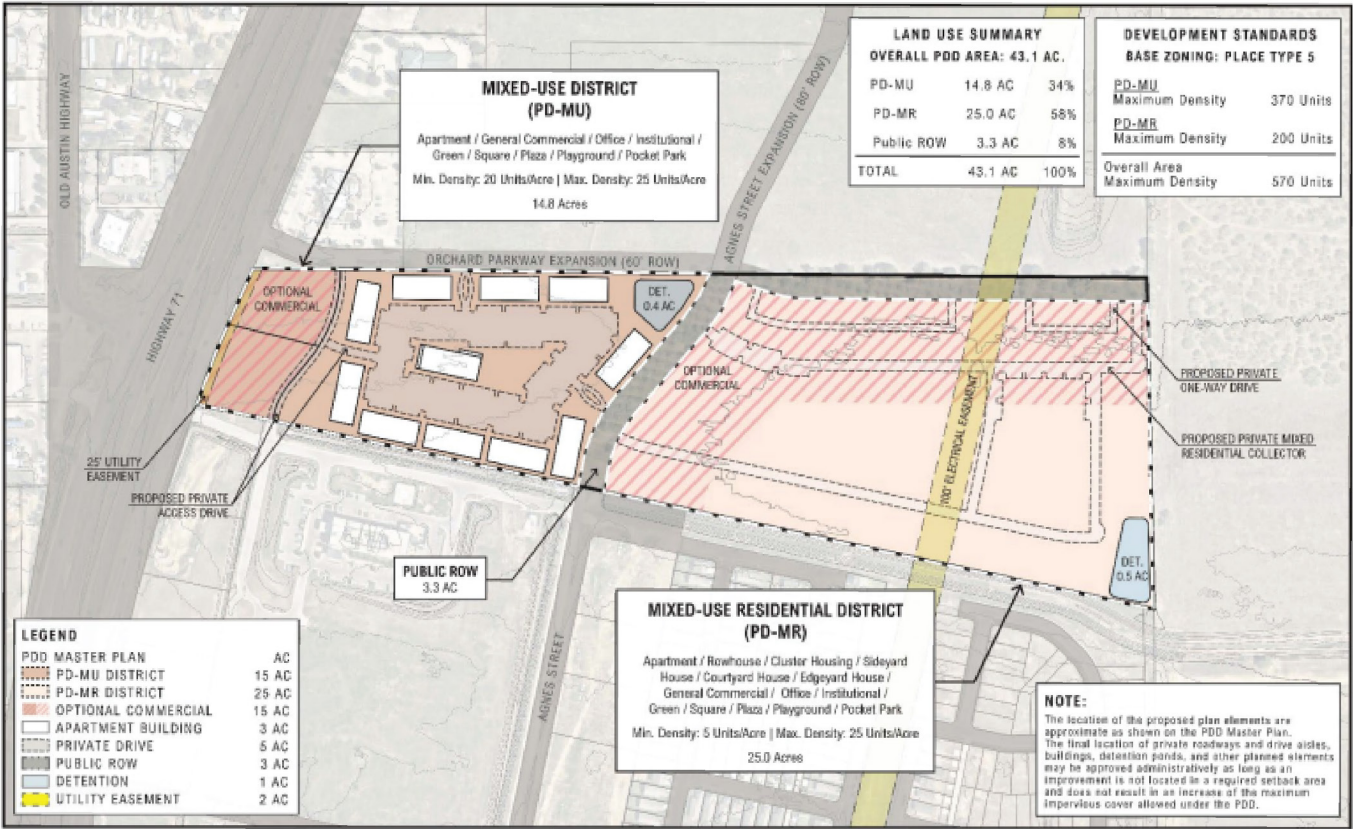 LAND USE SUMMARY
OVERALL PDD AREA: 43.1 AC.
PD-MU 14.8 AC 34%
PD-MR 25.0 AC 58%
Public ROW 3.3 AC 8%
TOTAL 43.1 AC 100%
DEVELOPMENT STANDARDS
BASE ZONING: PLACE TYPE 5
PD-MU
Maximum Density 370 Units
PD-MR
Maximum Density 200 Units
Overall Area
Maximum Density 570 Units
MIXED-USE DISTRICT
(PD-MU)
Apartment / General Commercial / Office / Institutional /
Green / Square / Plaza / Playground / Pocket Park
Min. Density: 20 Units/Acre | Max. Density: 25 Units/Acre
14.8 Acres
OLD AUSTIN HIGHWAY
AGNES STREET EXPANSION (80' ROW)
ORCHARD PARKWAY EXPANSION (60' ROW)
HIGHWAY 71
OPTIONAL
COMMERCIAL
DET.
0.4 AC
OPTIONAL
COMMERCIAL
100' ELECTRICAL EASEMENT
PROPOSED PRIVATE
ONE-WAY DRIVE
PROPOSED PRIVATE MIXED
RESIDENTIAL COLLECTOR
25' UTILITY
EASEMENT
PROPOSED PRIVATE
ACCESS DRIVE
DET.
0.5 AC
PUBLIC ROW
3.3 AC
AGNES STREET
MIXED-USE RESIDENTIAL DISTRICT
(PD-MR)
Apartment / Rowhouse / Cluster Housing / Sideyard
House / Courtyard House / Edgeyard House /
General Commercial / Office / Institutional /
Green / Square / Plaza / Playground / Pocket Park
Min. Density: 5 Units/Acre | Max. Density: 25 Units/Acre
25.0 Acres
LEGEND
PDD MASTER PLAN AC
PD-MU DISTRICT 15 AC
PD-MR DISTRICT 25 AC
OPTIONAL COMMERCIAL 15 AC
APARTMENT BUILDING 3 AC
PRIVATE DRIVE 5 AC
PUBLIC ROW 3 AC
DETENTION 1 AC
UTILITY EASEMENT 2 AC
NOTE:
The location of the proposed plan elements are
approximate as shown on the PDD Master Plan.
The final location of private roadways and drive aisles,
buildings, detention ponds, and other planned elements
may be approved administratively as long as an
improvement is not located in a required setback area
and does not result in an increase of the maximum
impervious cover allowed under the PDD.